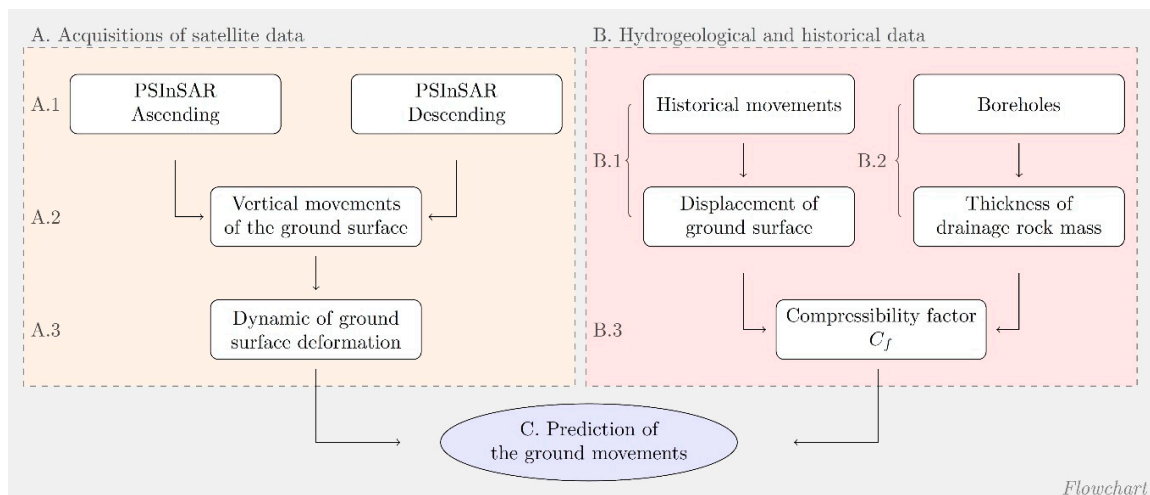 A. Acquisitions of satellite data
A.1
PSInSAR
Ascending
PSInSAR
Descending
A.2
Vertical movements
of the ground surface
A.3
Dynamic of ground
surface deformation
B. Hydrogeological and historical data
B.1
Historical movements
Displacement of
ground surface
B.2
Boreholes
Thickness of
drainage rock mass
B.3
Compressibility factor
C_f
C. Prediction of
the ground movements
Flowchart